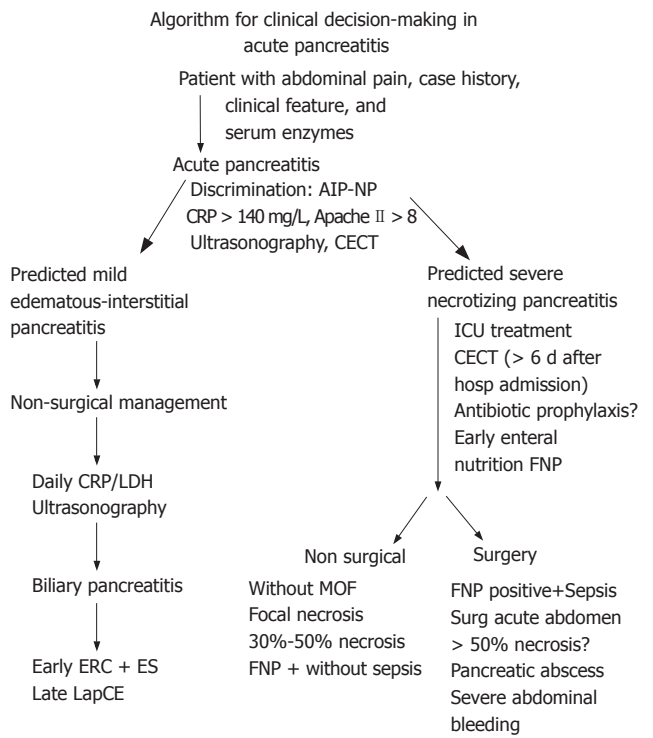 Algorithm for clinical decision-making in
acute pancreatitis
Patient with abdominal pain, case history,
clinical feature, and
serum enzymes
Acute pancreatitis
Discrimination: AIP-NP
CRP > 140 mg/L, Apache Ⅱ > 8
Ultrasonography, CECT
Predicted mild
edematous-interstitial
pancreatitis
Non-surgical management
Daily CRP/LDH
Ultrasonography
Biliary pancreatitis
Early ERC + ES
Late LapCE
Predicted severe
necrotizing pancreatitis
ICU treatment
CECT (> 6 d after
hosp admission)
Antibiotic prophylaxis?
Early enteral
nutrition FNP
Non surgical
Without MOF
Focal necrosis
30%-50% necrosis
FNP + without sepsis
Surgery
FNP positive+Sepsis
Surg acute abdomen
> 50% necrosis?
Pancreatic abscess
Severe abdominal
bleeding